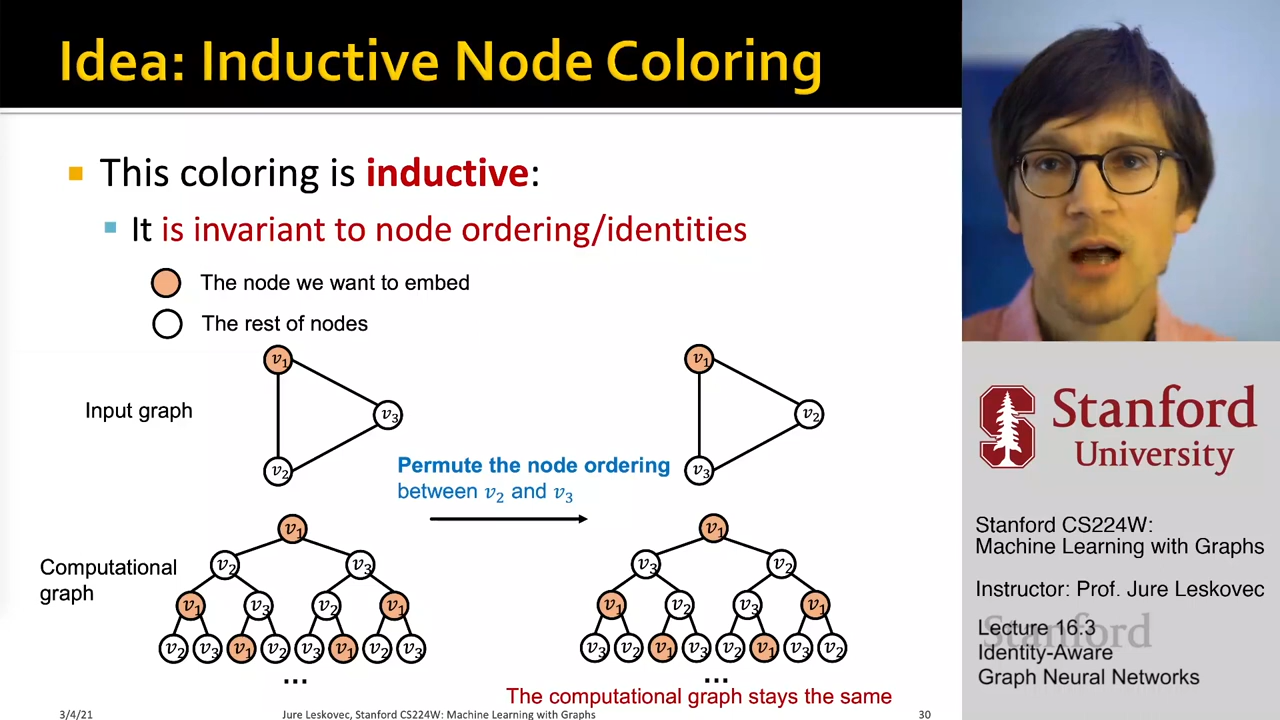 Idea: Inductive Node Coloring
This coloring is inductive:
It is invariant to node ordering/identities
The node we want to embed
The rest of nodes
Input graph
v1
v3
v2
v1
v2
v3
Permute the node ordering
between v2 and v3
Computational
graph
v1
v2 v3
v1 v3 v2 v1
v2 v3 v1 v2 v3 v1 v2 v3
...
v1
v3 v2
v1 v2 v3 v1
v3 v2 v1 v3 v2 v1 v3 v2
...
The computational graph stays the same
3/4/21
Jure Leskovec, Stanford CS224W: Machine Learning with Graphs
30
S
Stanford
University
Stanford CS224W:
Machine Learning with Graphs
Instructor: Prof. Jure Leskovec
Stanford
Lecture 16.3
Identity-Aware
Graph Neural Networks